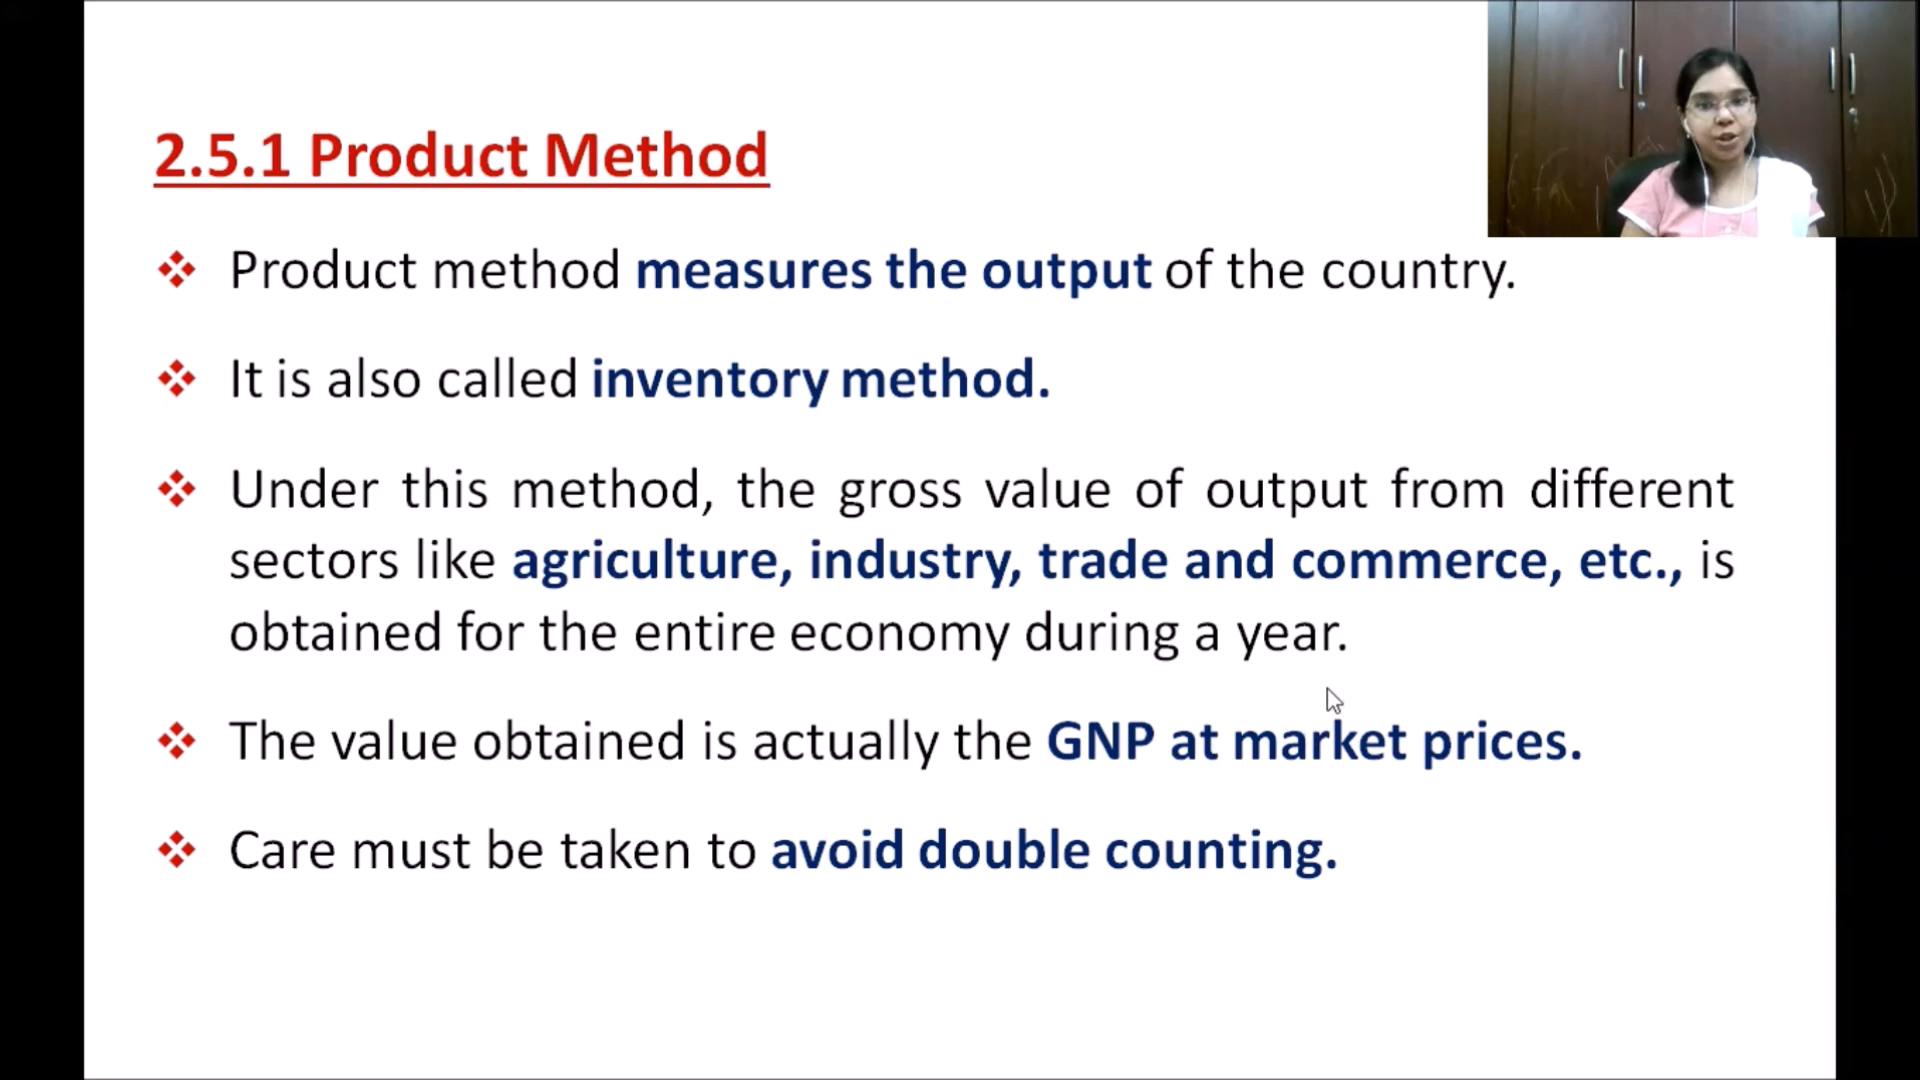 2.5.1 Product Method
❖ Product method measures the output of the country.
❖ It is also called inventory method.
❖ Under this method, the gross value of output from different
sectors like agriculture, industry, trade and commerce, etc., is
obtained for the entire economy during a year.
❖ The value obtained is actually the GNP at market prices.
❖ Care must be taken to avoid double counting.